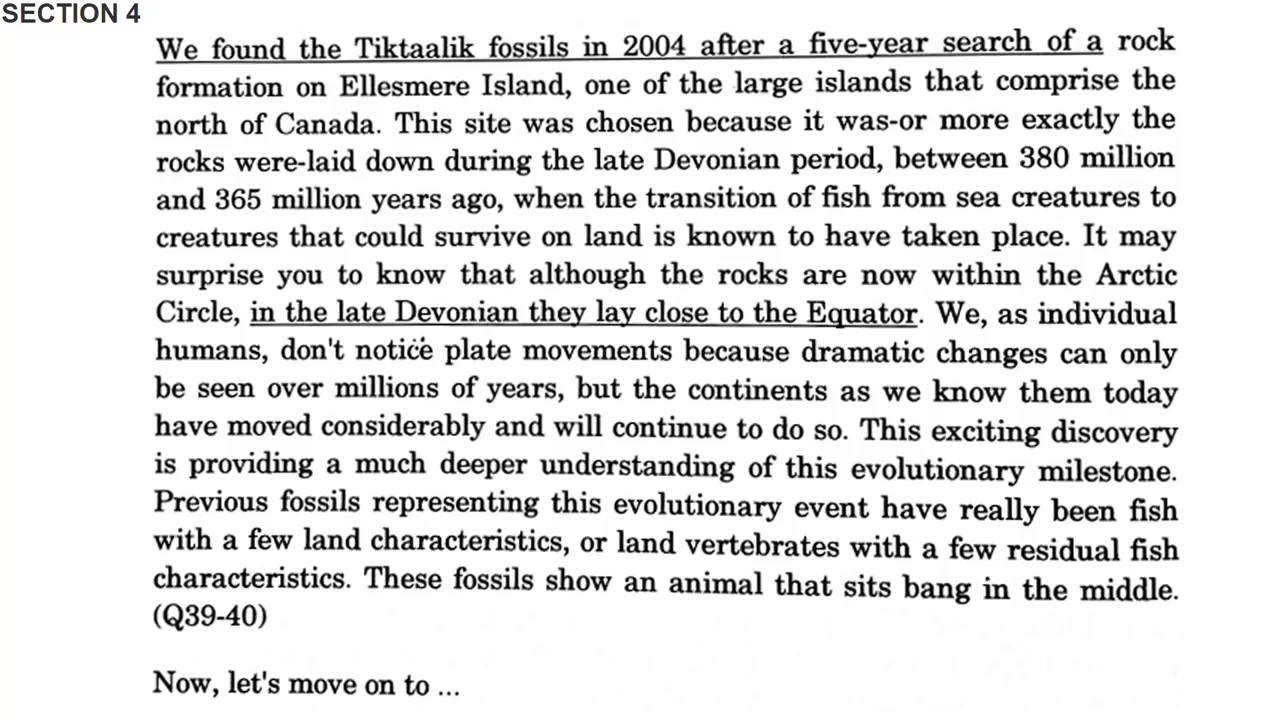 SECTION 4
We found the Tiktaalik fossils in 2004 after a five-year search of a rock
formation on Ellesmere Island, one of the large islands that comprise the
north of Canada. This site was chosen because it was-or more exactly the
rocks were-laid down during the late Devonian period, between 380 million
and 365 million years ago, when the transition of fish from sea creatures to
creatures that could survive on land is known to have taken place. It may
surprise you to know that although the rocks are now within the Arctic
Circle, in the late Devonian they lay close to the Equator. We, as individual
humans, don't notice plate movements because dramatic changes can only
be seen over millions of years, but the continents as we know them today
have moved considerably and will continue to do so. This exciting discovery
is providing a much deeper understanding of this evolutionary milestone.
Previous fossils representing this evolutionary event have really been fish
with a few land characteristics, or land vertebrates with a few residual fish
characteristics. These fossils show an animal that sits bang in the middle.
(Q39-40)
Now, let's move on to ...